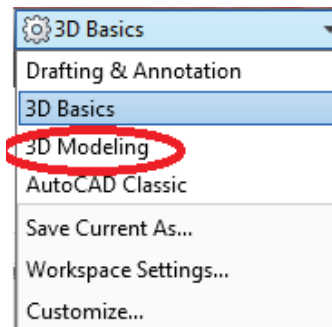 3D Basics
Drafting & Annotation
3D Basics
3D Modeling
AutoCAD Classic
Save Current As...
Workspace Settings...
Customize...